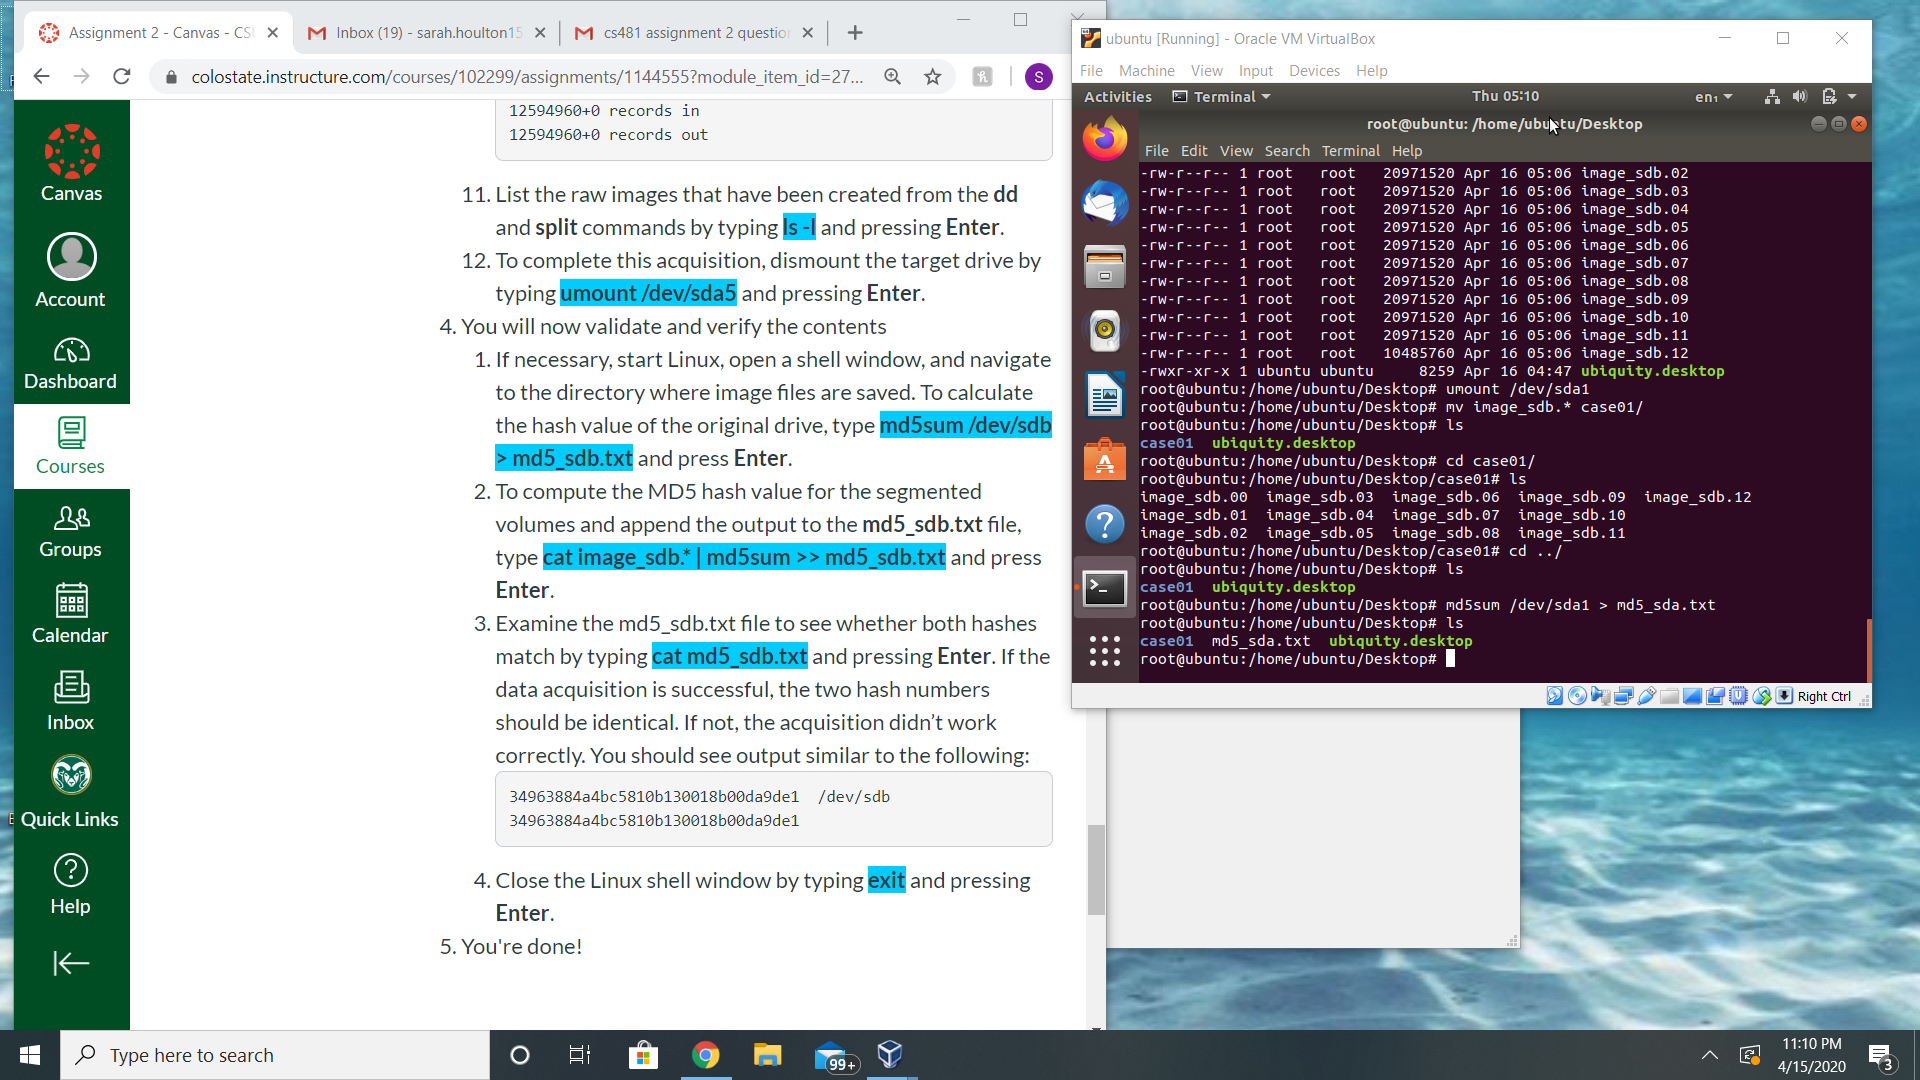 Assignment 2 - Canvas - CSU
Inbox (19) - sarah.houlton15
cs481 assignment 2 question
colostate.instructure.com/courses/102299/assignments/1144555?module_item_id=27...
S
Canvas
Account
Dashboard
Courses
Groups
Calendar
Inbox
Quick Links
Help
12594960+0 records in
12594960+0 records out
11. List the raw images that have been created from the dd
and split commands by typing ls -l and pressing Enter.
12. To complete this acquisition, dismount the target drive by
typing umount /dev/sda5 and pressing Enter.
4. You will now validate and verify the contents
1. If necessary, start Linux, open a shell window, and navigate
to the directory where image files are saved. To calculate
the hash value of the original drive, type md5sum /dev/sdb
> md5_sdb.txt and press Enter.
2. To compute the MD5 hash value for the segmented
volumes and append the output to the md5_sdb.txt file,
type cat image_sdb.* | md5sum >> md5_sdb.txt and press
Enter.
3. Examine the md5_sdb.txt file to see whether both hashes
match by typing cat md5_sdb.txt and pressing Enter. If the
data acquisition is successful, the two hash numbers
should be identical. If not, the acquisition didn’t work
correctly. You should see output similar to the following:
34963884a4bc5810b130018b00da9de1  /dev/sdb
34963884a4bc5810b130018b00da9de1
4. Close the Linux shell window by typing exit and pressing
Enter.
5. You're done!
ubuntu [Running] - Oracle VM VirtualBox
File Machine View Input Devices Help
Activities Terminal Thu 05:10 en₁
root@ubuntu: /home/ubuntu/Desktop
File Edit View Search Terminal Help
-rw-r--r-- 1 root   root   20971520 Apr 16 05:06 image_sdb.02
-rw-r--r-- 1 root   root   20971520 Apr 16 05:06 image_sdb.03
-rw-r--r-- 1 root   root   20971520 Apr 16 05:06 image_sdb.04
-rw-r--r-- 1 root   root   20971520 Apr 16 05:06 image_sdb.05
-rw-r--r-- 1 root   root   20971520 Apr 16 05:06 image_sdb.06
-rw-r--r-- 1 root   root   20971520 Apr 16 05:06 image_sdb.07
-rw-r--r-- 1 root   root   20971520 Apr 16 05:06 image_sdb.08
-rw-r--r-- 1 root   root   20971520 Apr 16 05:06 image_sdb.09
-rw-r--r-- 1 root   root   20971520 Apr 16 05:06 image_sdb.10
-rw-r--r-- 1 root   root   20971520 Apr 16 05:06 image_sdb.11
-rw-r--r-- 1 root   root   10485760 Apr 16 05:06 image_sdb.12
-rwxr-xr-x 1 ubuntu ubuntu     8259 Apr 16 04:47 ubiquity.desktop
root@ubuntu:/home/ubuntu/Desktop# umount /dev/sda1
root@ubuntu:/home/ubuntu/Desktop# mv image_sdb.* case01/
root@ubuntu:/home/ubuntu/Desktop# ls
case01  ubiquity.desktop
root@ubuntu:/home/ubuntu/Desktop# cd case01/
root@ubuntu:/home/ubuntu/Desktop/case01# ls
image_sdb.00  image_sdb.03  image_sdb.06  image_sdb.09  image_sdb.12
image_sdb.01  image_sdb.04  image_sdb.07  image_sdb.10
image_sdb.02  image_sdb.05  image_sdb.08  image_sdb.11
root@ubuntu:/home/ubuntu/Desktop/case01# cd ../
root@ubuntu:/home/ubuntu/Desktop# ls
case01  ubiquity.desktop
root@ubuntu:/home/ubuntu/Desktop# md5sum /dev/sda1 > md5_sda.txt
root@ubuntu:/home/ubuntu/Desktop# ls
case01  md5_sda.txt  ubiquity.desktop
root@ubuntu:/home/ubuntu/Desktop#
Right Ctrl
Type here to search
99+
11:10 PM
4/15/2020
3